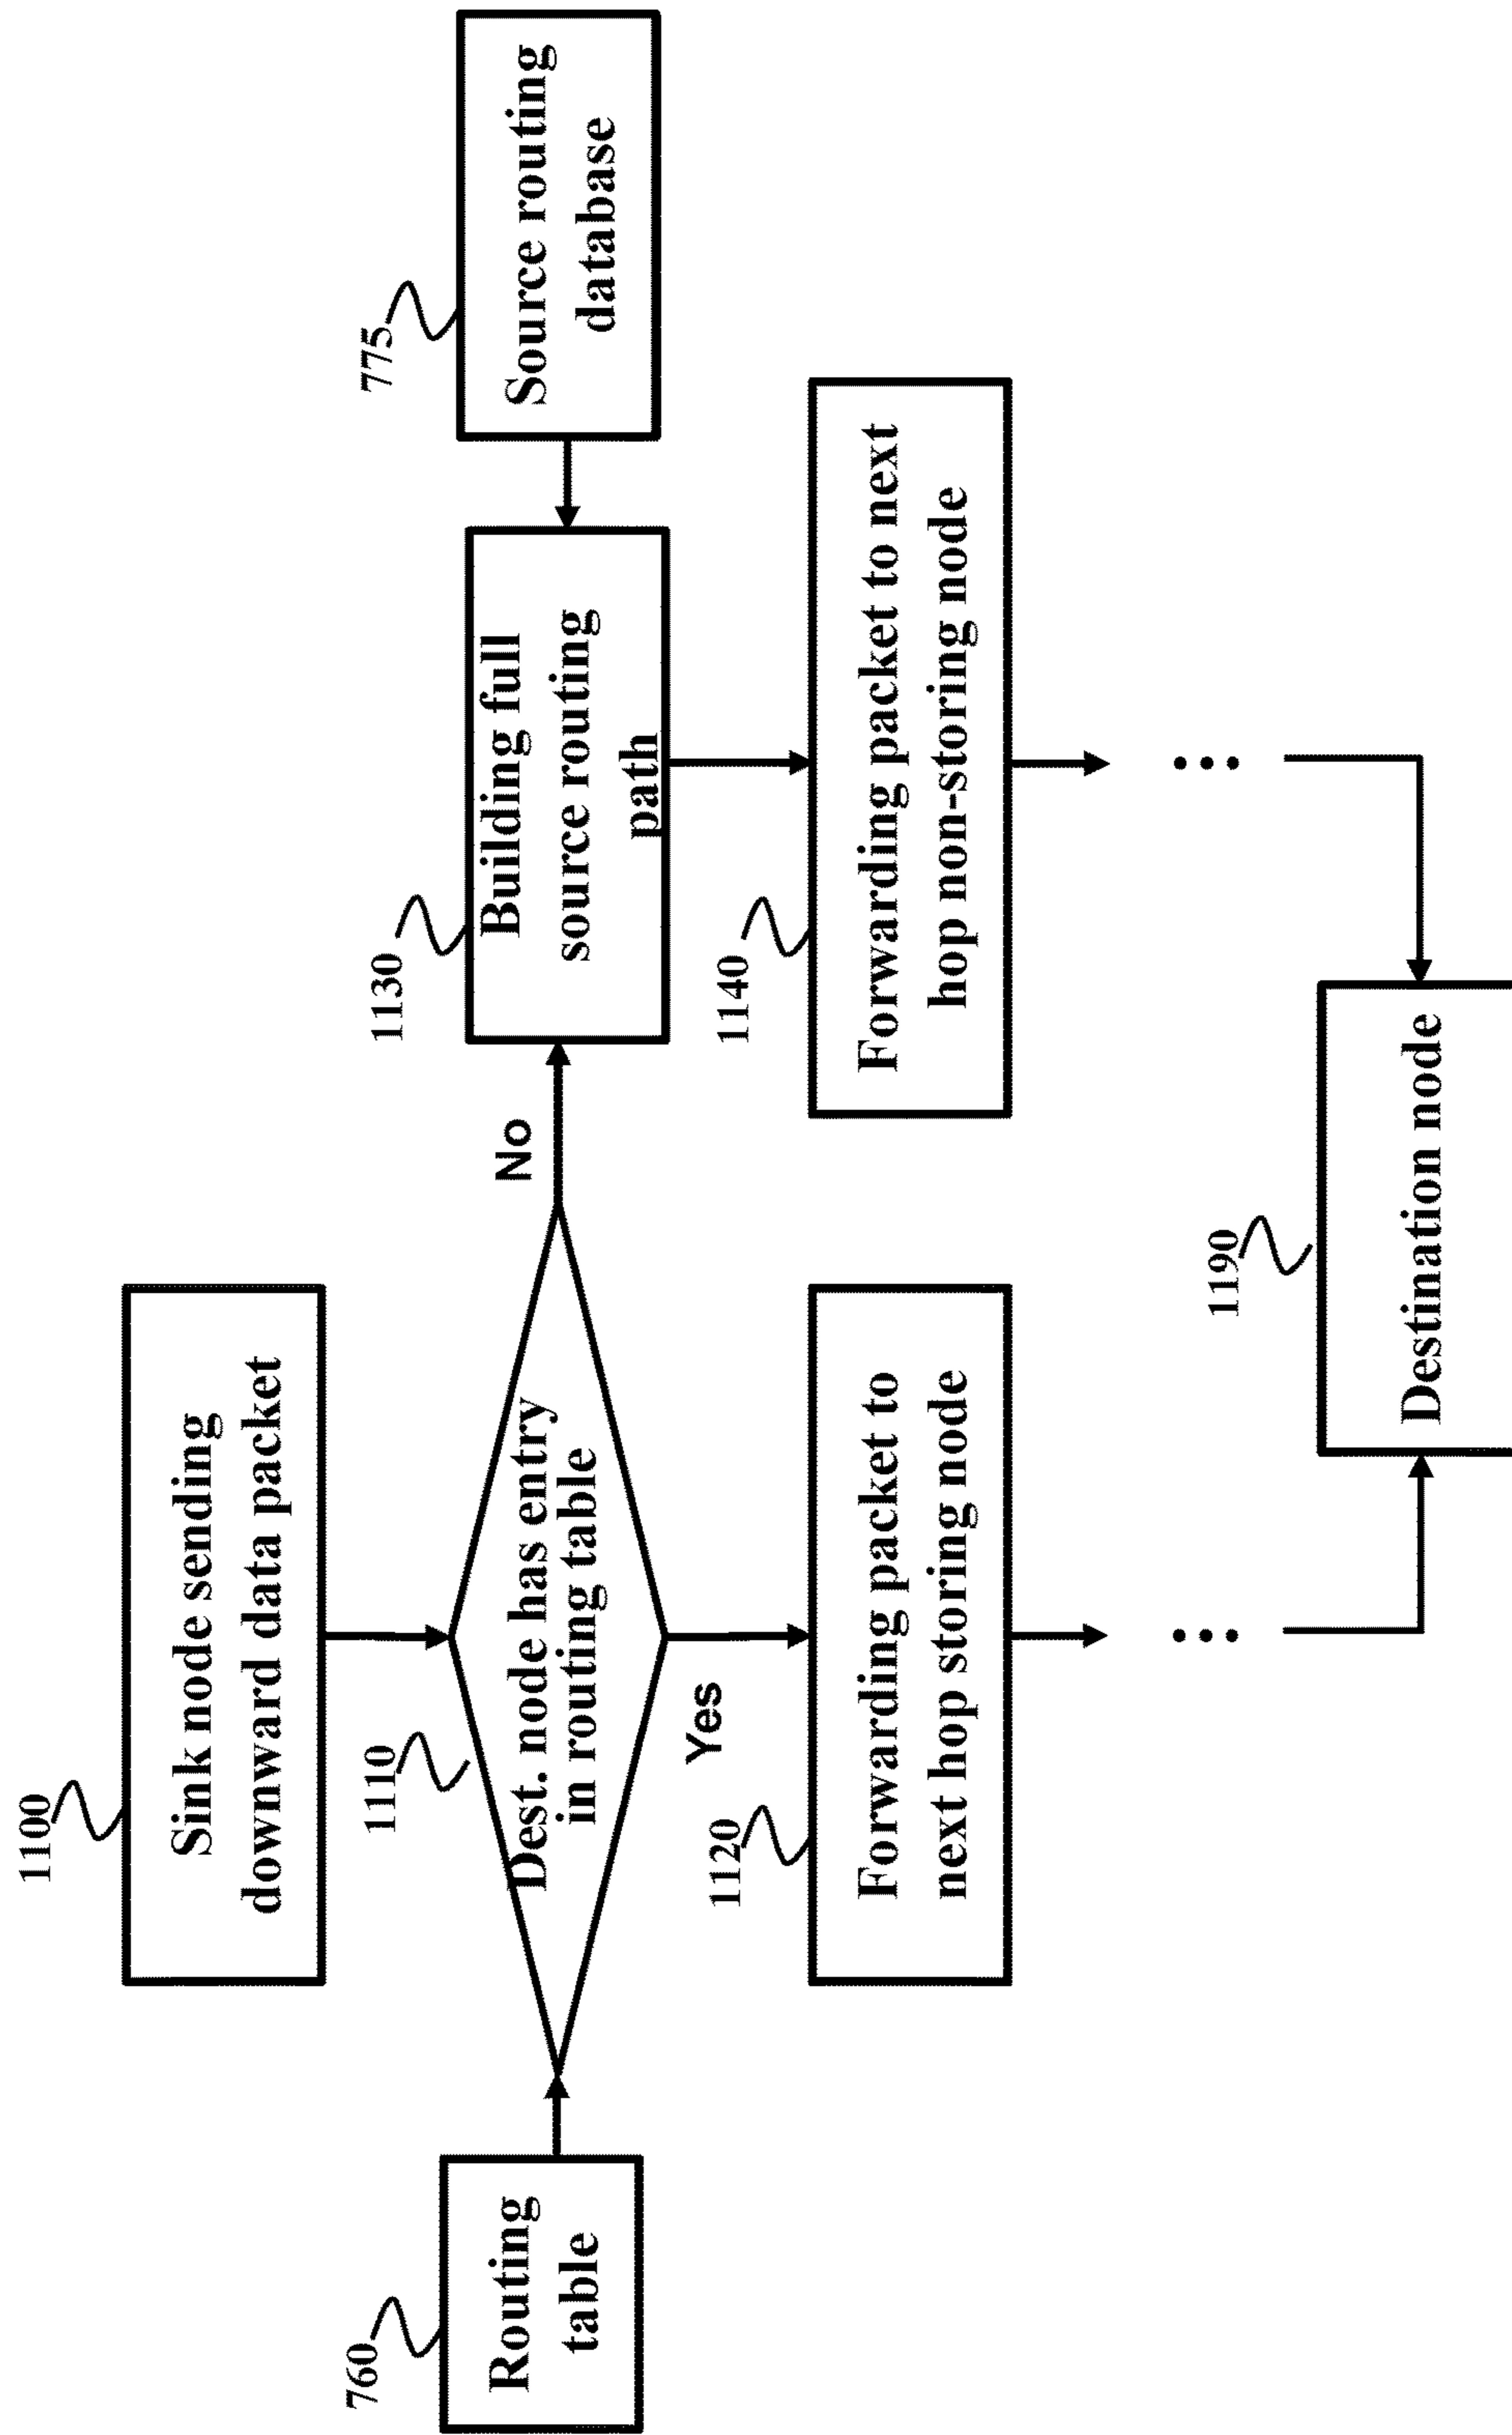 1100
Sink node sending
downward data packet
760
Routing
table
1110
Dest. node has entry
in routing table
No
1130
Building full
source routing
path
775
Source routing
database
Yes
1120
Forwarding packet to
next hop storing node
1140
Forwarding packet to next
hop non-storing node
...
...
1190
Destination node